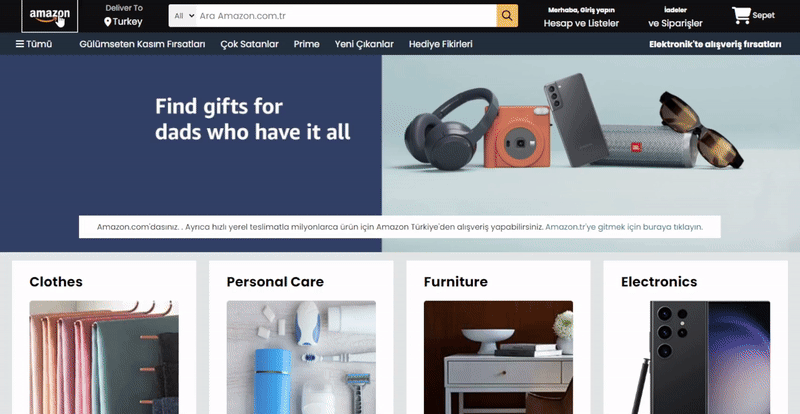 amazon
Deliver To
Turkey
All
Ara Amazon.com.tr
Merhaba, Giriş yapın
Hesap ve Listeler
İadeler
ve Siparişler
Sepet
Tümü
Gülümseten Kasım Fırsatları
Çok Satanlar
Prime
Yeni Çıkanlar
Hediye Fikirleri
Elektronik'te alışveriş fırsatları
Find gifts for
dads who have it all
JBL
Amazon.com'dasınız. . Ayrıca hızlı yerel teslimatla milyonlarca ürün için Amazon Türkiye'den alışveriş yapabilirsiniz. Amazon.tr'ye gitmek için buraya tıklayın.
Clothes
Personal Care
Furniture
Electronics